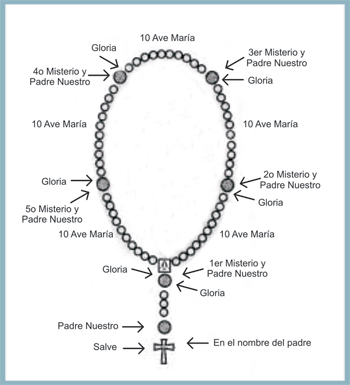 10 Ave María
Gloria
3er Misterio y
Padre Nuestro
4o Misterio y
Padre Nuestro
Gloria
10 Ave María
10 Ave María
Gloria
2o Misterio y
Padre Nuestro
5o Misterio y
Padre Nuestro
Gloria
10 Ave María
10 Ave María
Gloria
1er Misterio y
Padre Nuestro
Gloria
Padre Nuestro
Salve
En el nombre del padre